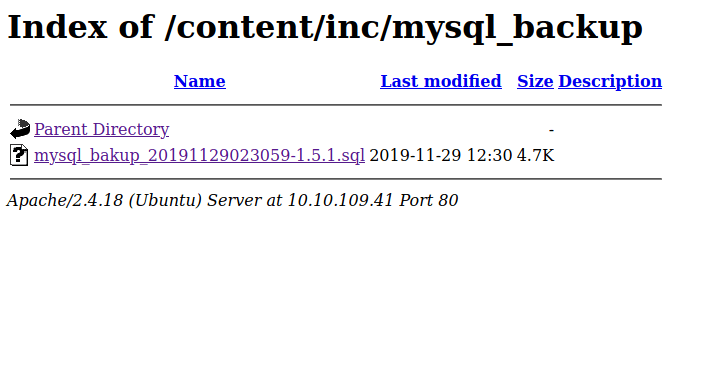 Index of /content/inc/mysql_backup
Name Last modified Size Description
Parent Directory -
mysql_bakup_20191129023059-1.5.1.sql 2019-11-29 12:30 4.7K
Apache/2.4.18 (Ubuntu) Server at 10.10.109.41 Port 80